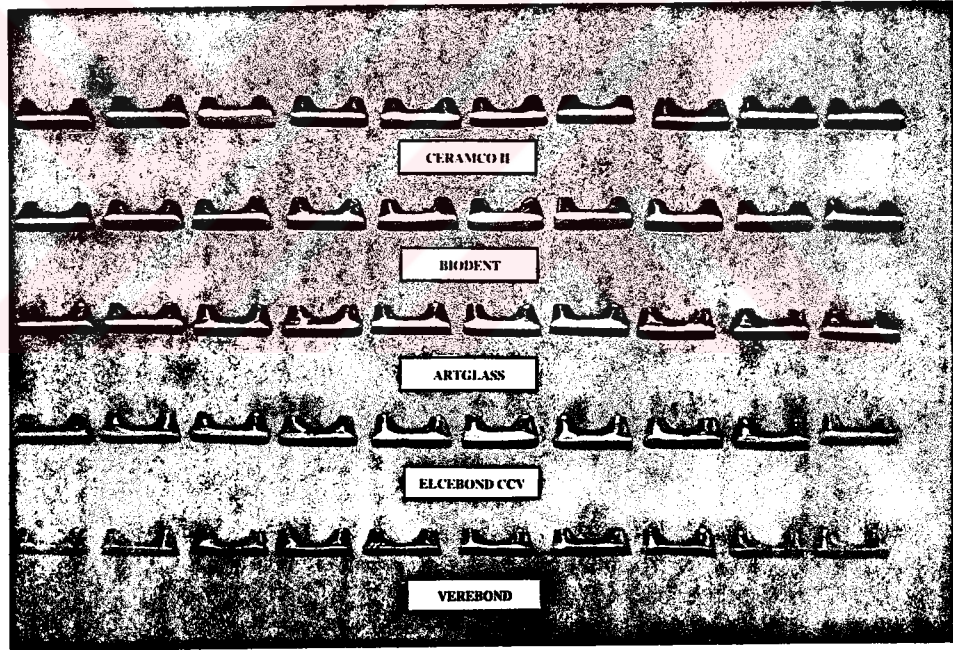 CERAMCO II
BIODENT
ARTGLASS
ELCEBOND CCV
VEREBOND